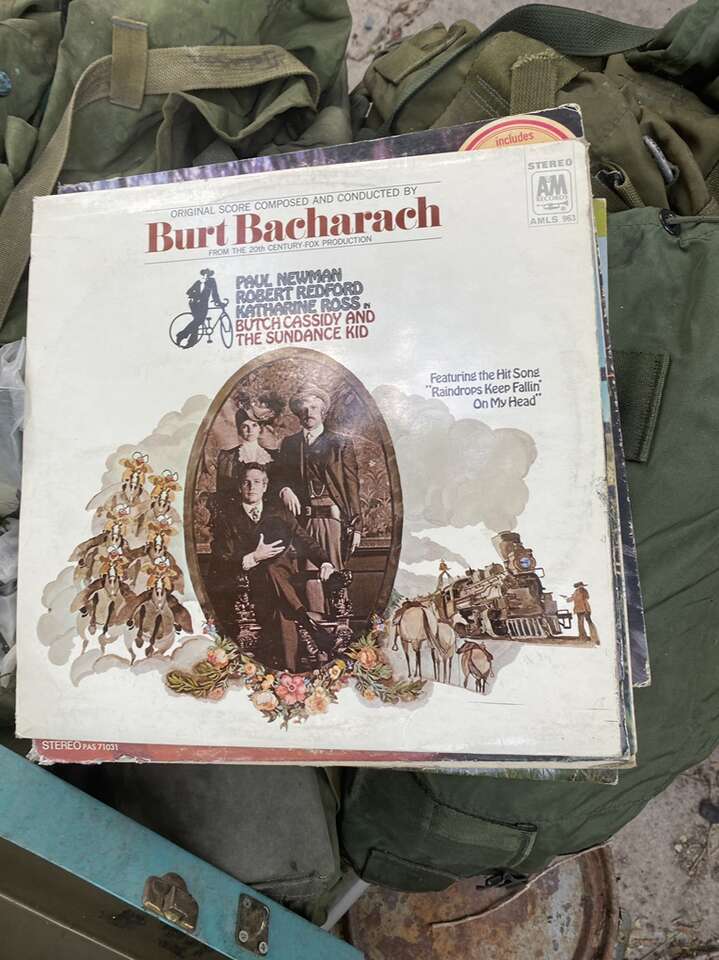 includes
STEREO
A&M
RECORDS
AMLS 963
ORIGINAL SCORE COMPOSED AND CONDUCTED BY
Burt Bacharach
FROM THE 20th CENTURY-FOX PRODUCTION
PAUL NEWMAN
ROBERT REDFORD
KATHARINE ROSS IN
BUTCH CASSIDY AND
THE SUNDANCE KID
Featuring the Hit Song
"Raindrops Keep Fallin'
On My Head"
STEREO PAS 71031